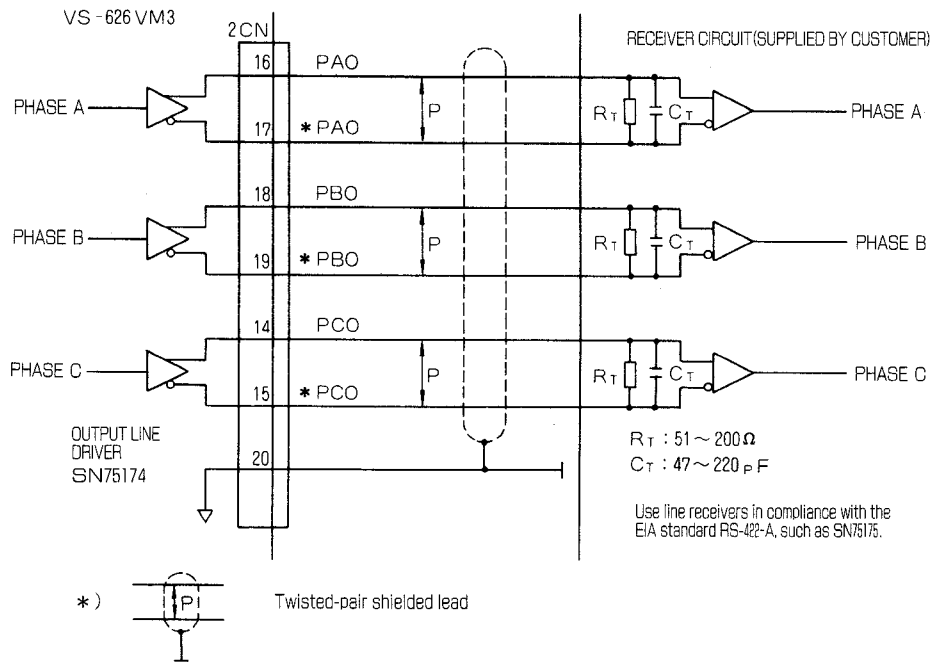 VS-626 VM3
2CN
RECEIVER CIRCUIT(SUPPLIED BY CUSTOMER)
16 PAO
PHASE A P RT CT PHASE A
17 *PAO
18 PBO
PHASE B P RT CT PHASE B
19 *PBO
14 PCO
PHASE C P RT CT PHASE C
15 *PCO
OUTPUT LINE
DRIVER
SN75174
20
RT : 51～200Ω
CT : 47～220pF
Use line receivers in compliance with the
EIA standard RS-422-A, such as SN75175.
*) P Twisted-pair shielded lead